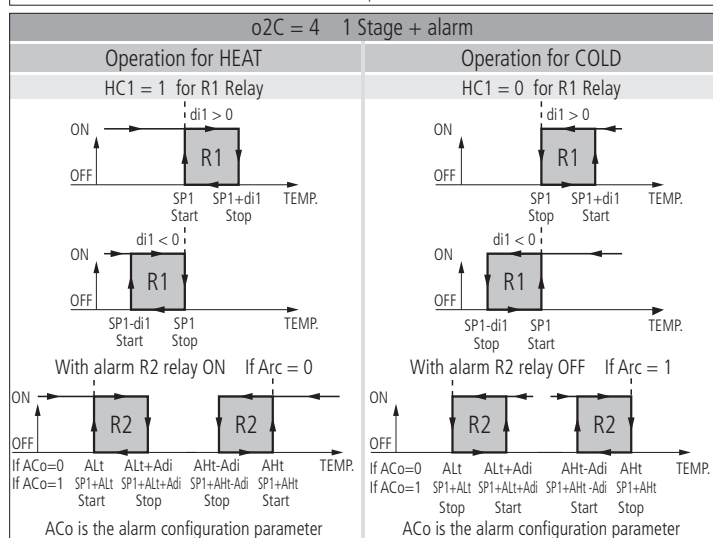 o2C = 4 1 Stage + alarm
Operation for HEAT
HC1 = 1 for R1 Relay
di1 > 0
ON
R1
OFF
SP1 SP1+di1 TEMP.
Start Stop
di1 < 0
ON
R1
OFF
SP1-di1 SP1 TEMP.
Start Stop
With alarm R2 relay ON If Arc = 0
ON
R2 R2
OFF
If ACo=0 ALt ALt+Adi AHt-Adi AHt TEMP.
If ACo=1 SP1+ALt SP1+ALt+Adi SP1+AHt-Adi SP1+AHt
Start Stop Stop Start
ACo is the alarm configuration parameter
Operation for COLD
HC1 = 0 for R1 Relay
di1 > 0
ON
R1
OFF
SP1 SP1+di1 TEMP.
Stop Start
di1 < 0
ON
R1
OFF
SP1-di1 SP1 TEMP.
Stop Start
With alarm R2 relay OFF If Arc = 1
ON
R2 R2
OFF
If ACo=0 ALt ALt+Adi AHt-Adi AHt TEMP.
If ACo=1 SP1+ALt SP1+ALt+Adi SP1+AHt -Adi SP1+AHt
Stop Start Start Stop
ACo is the alarm configuration parameter